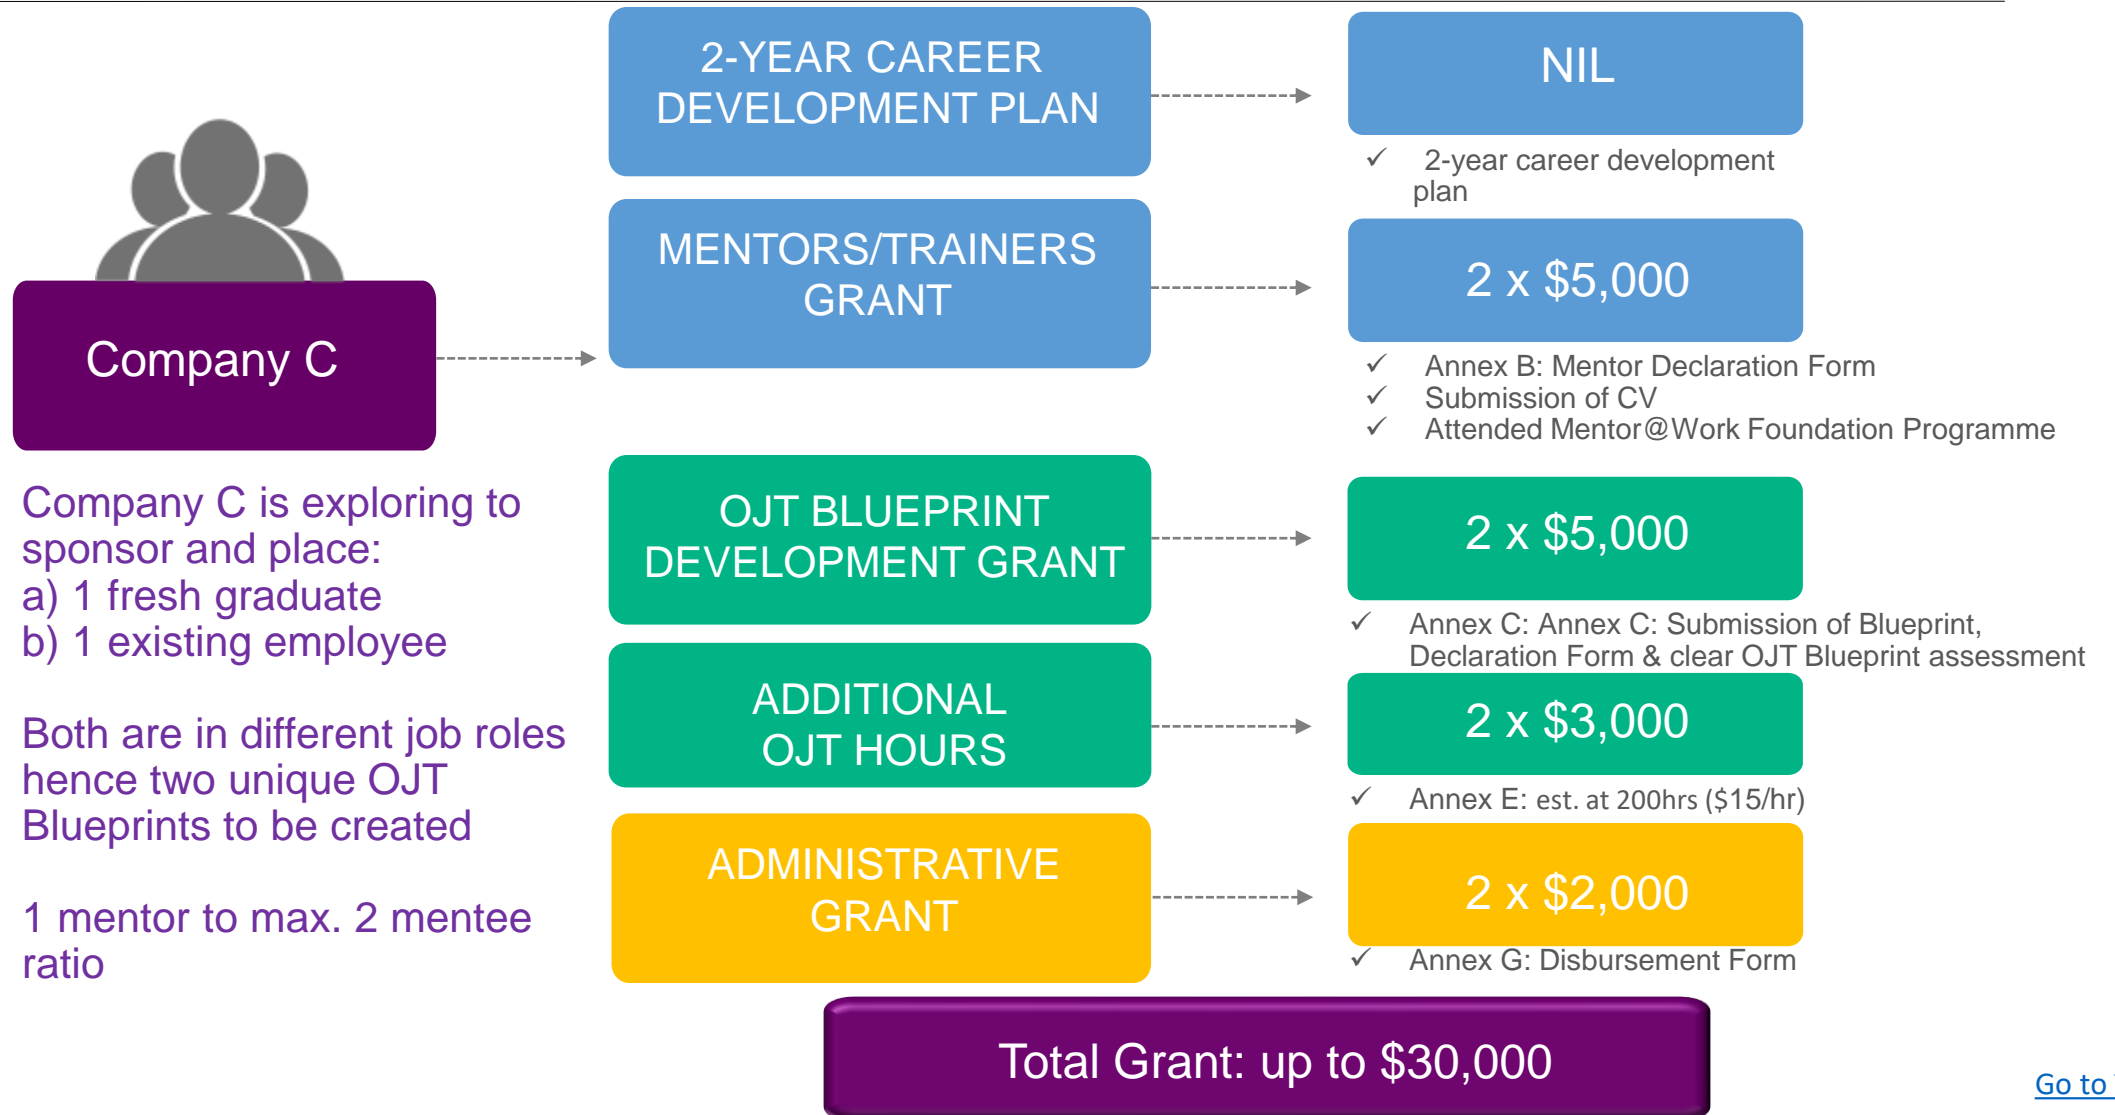 Company C
Company C is exploring to
sponsor and place:
a) 1 fresh graduate
b) 1 existing employee
Both are in different job roles
hence two unique OJT
Blueprints to be created
1 mentor to max. 2 mentee
ratio
2-YEAR CAREER
DEVELOPMENT PLAN
NIL
✓ 2-year career development
plan
MENTORS/TRAINERS
GRANT
2 x $5,000
✓ Annex B: Mentor Declaration Form
✓ Submission of CV
✓ Attended Mentor@Work Foundation Programme
OJT BLUEPRINT
DEVELOPMENT GRANT
2 x $5,000
✓ Annex C: Annex C: Submission of Blueprint,
Declaration Form & clear OJT Blueprint assessment
ADDITIONAL
OJT HOURS
2 x $3,000
✓ Annex E: est. at 200hrs ($15/hr)
ADMINISTRATIVE
GRANT
2 x $2,000
✓ Annex G: Disbursement Form
Total Grant: up to $30,000
Go to